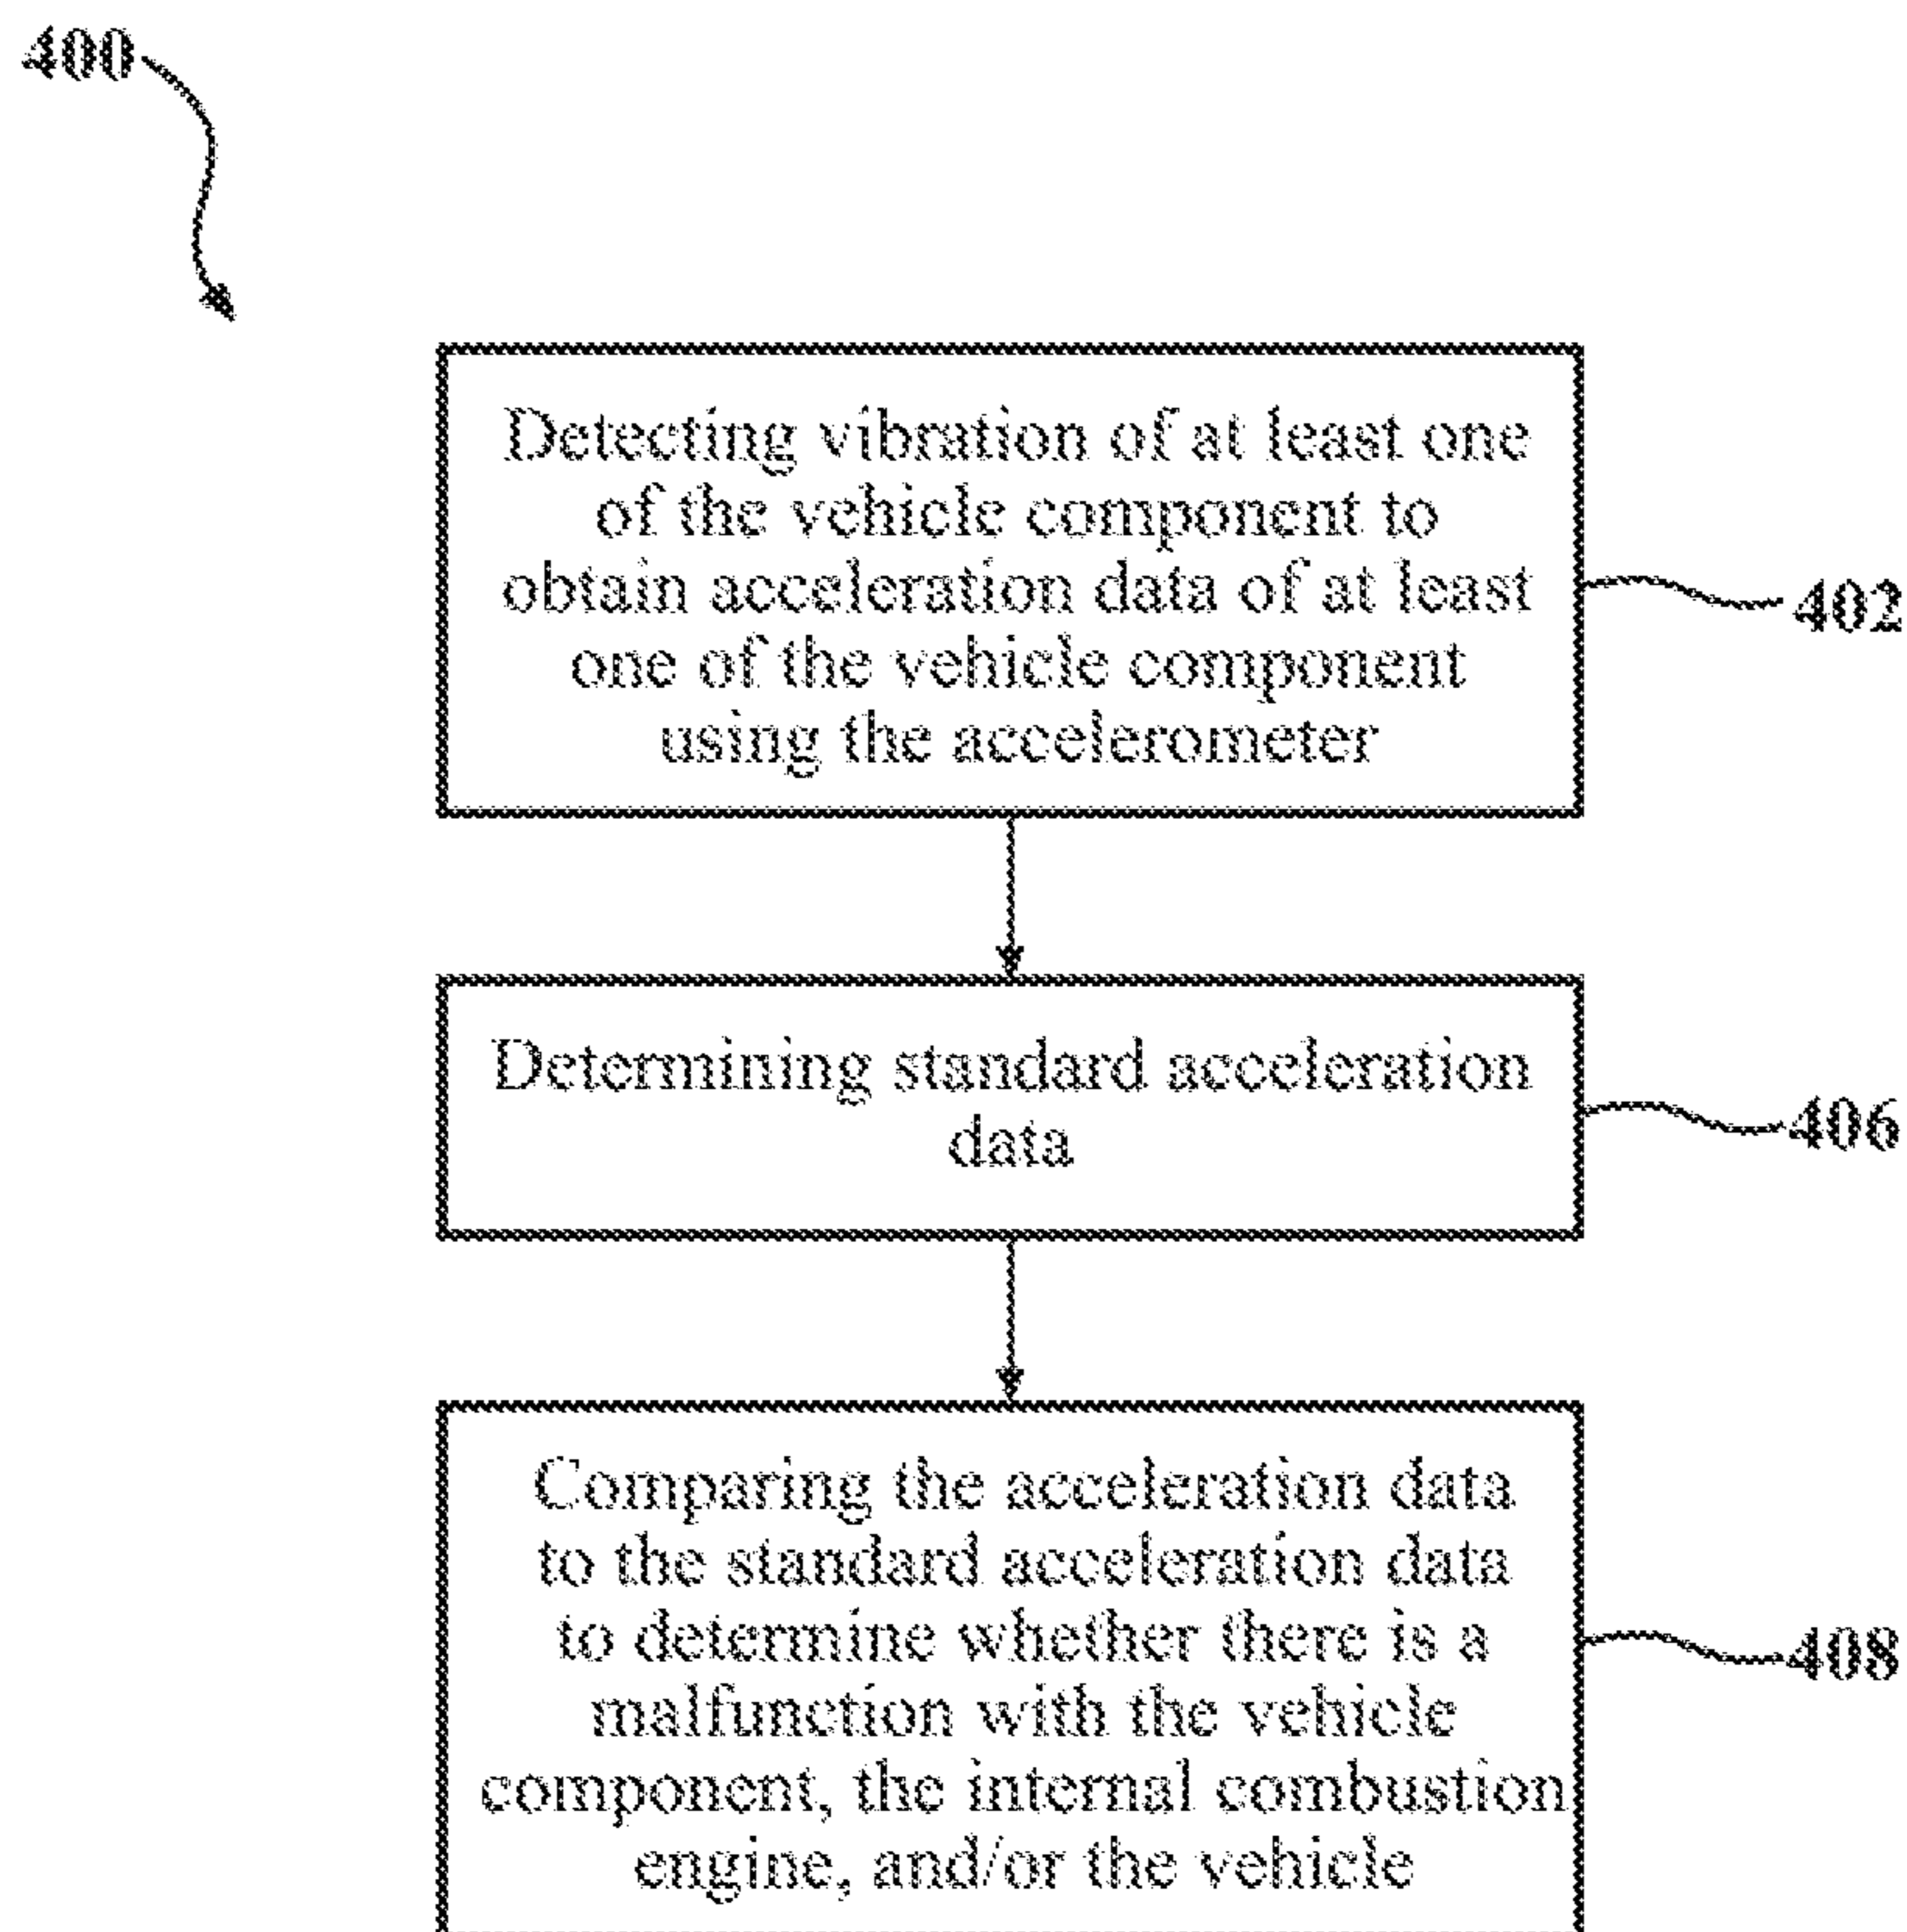 400
Detecting vibration of at least one
of the vehicle component to
obtain acceleration data of at least
one of the vehicle component
using the accelerometer
402
Determining standard acceleration
data
406
Comparing the acceleration data
to the standard acceleration data
to determine whether there is a
malfunction with the vehicle
component, the internal combustion
engine, and/or the vehicle
408